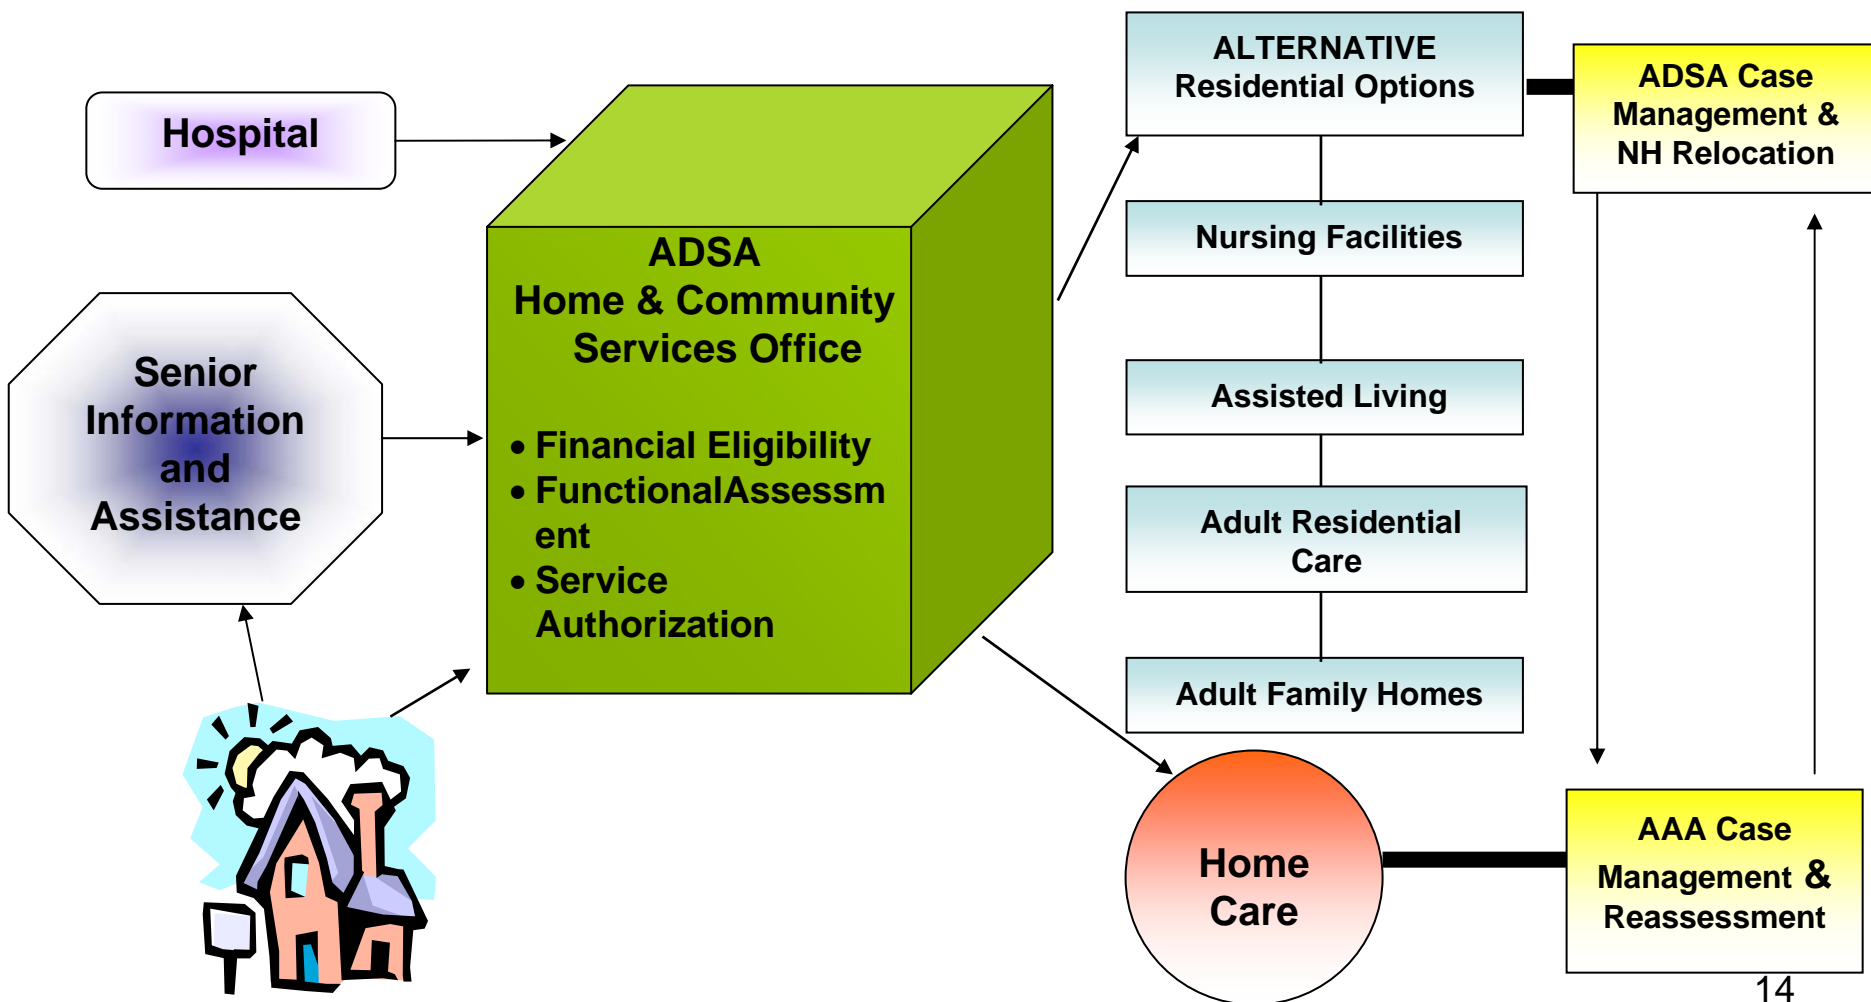 Hospital
Senior
Information
and
Assistance
ADSA
Home & Community
Services Office
• Financial Eligibility
• FunctionalAssessm
ent
• Service
Authorization
ALTERNATIVE
Residential Options
Nursing Facilities
Assisted Living
Adult Residential
Care
Adult Family Homes
Home
Care
ADSA Case
Management &
NH Relocation
AAA Case
Management &
Reassessment
14